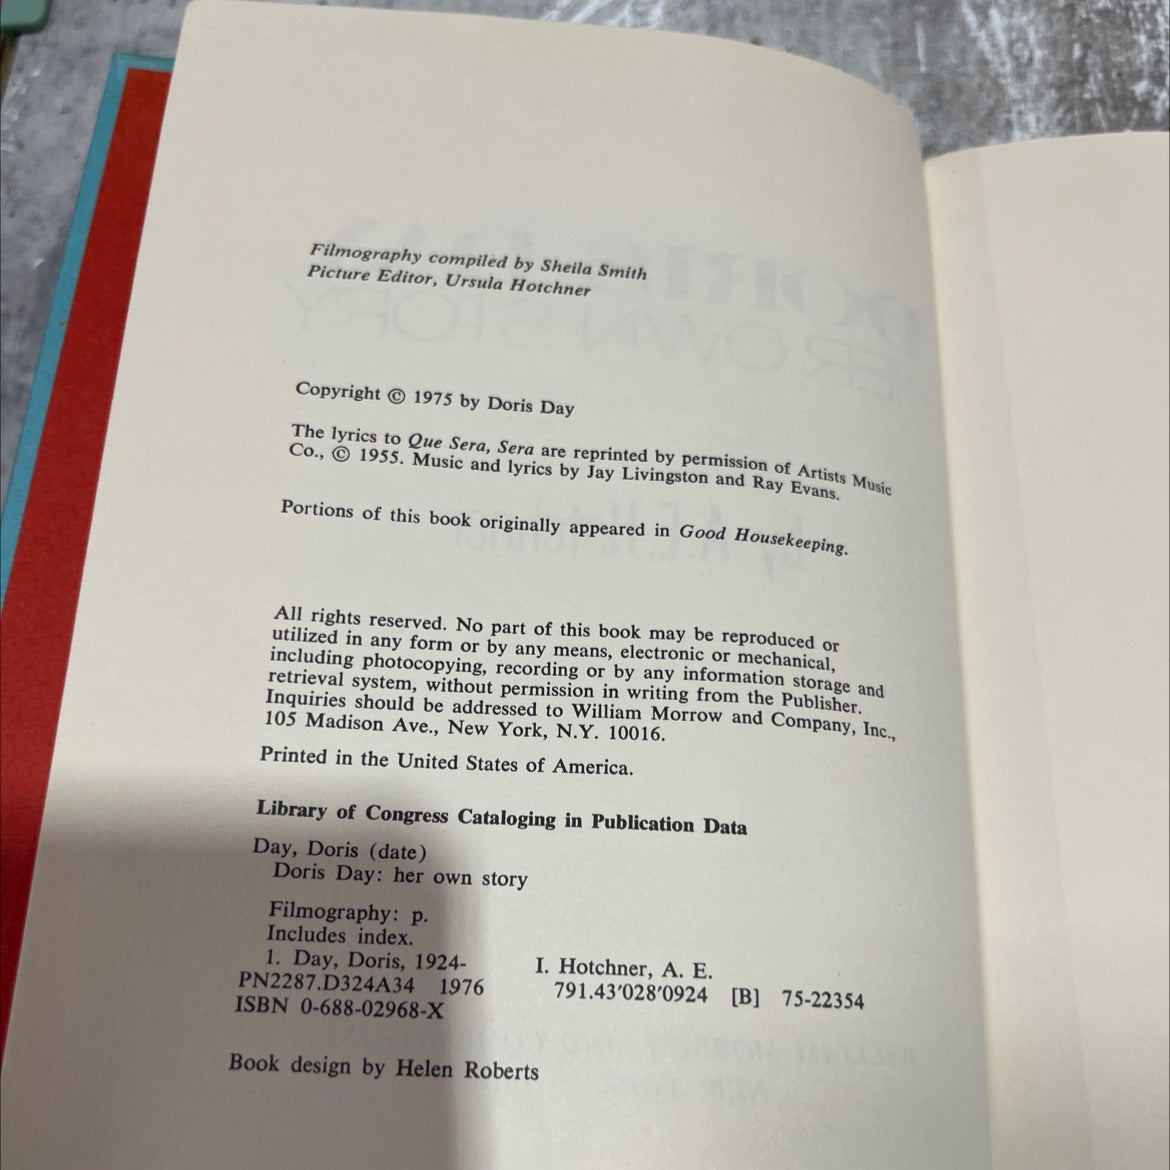 Filmography compiled by Sheila Smith
Picture Editor, Ursula Hotchner
Copyright © 1975 by Doris Day
The lyrics to Que Sera, Sera are reprinted by permission of Artists Music
Co., © 1955. Music and lyrics by Jay Livingston and Ray Evans.
Portions of this book originally appeared in Good Housekeeping.
All rights reserved. No part of this book may be reproduced or
utilized in any form or by any means, electronic or mechanical,
including photocopying, recording or by any information storage and
retrieval system, without permission in writing from the Publisher.
Inquiries should be addressed to William Morrow and Company, Inc.,
105 Madison Ave., New York, N.Y. 10016.
Printed in the United States of America.
Library of Congress Cataloging in Publication Data
Day, Doris (date)
Doris Day: her own story
Filmography: p.
Includes index.
1. Day, Doris, 1924- I. Hotchner, A. E.
PN2287.D324A34 1976 791.43′028′0924 [B] 75-22354
ISBN 0-688-02968-X
Book design by Helen Roberts